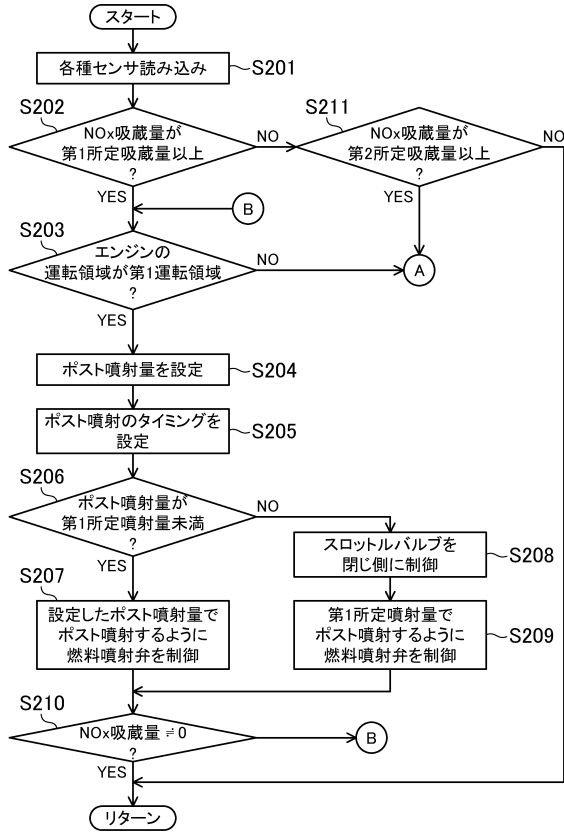 スタート
各種センサ読み込み
S201
S202
NOx吸蔵量が
第1所定吸蔵量以上
?
NO
YES
S211
NOx吸蔵量が
第2所定吸蔵量以上
?
NO
YES
B
S203
エンジンの
運転領域が第1運転領域
?
NO
YES
A
ポスト噴射量を設定
S204
ポスト噴射のタイミングを
設定
S205
S206
ポスト噴射量が
第1所定噴射量未満
?
NO
YES
スロットルバルブを
閉じ側に制御
S208
S207
設定したポスト噴射量で
ポスト噴射するように
燃料噴射弁を制御
第1所定噴射量で
ポスト噴射するように
燃料噴射弁を制御
S209
S210
NOx吸蔵量≓0
?
YES
B
リターン